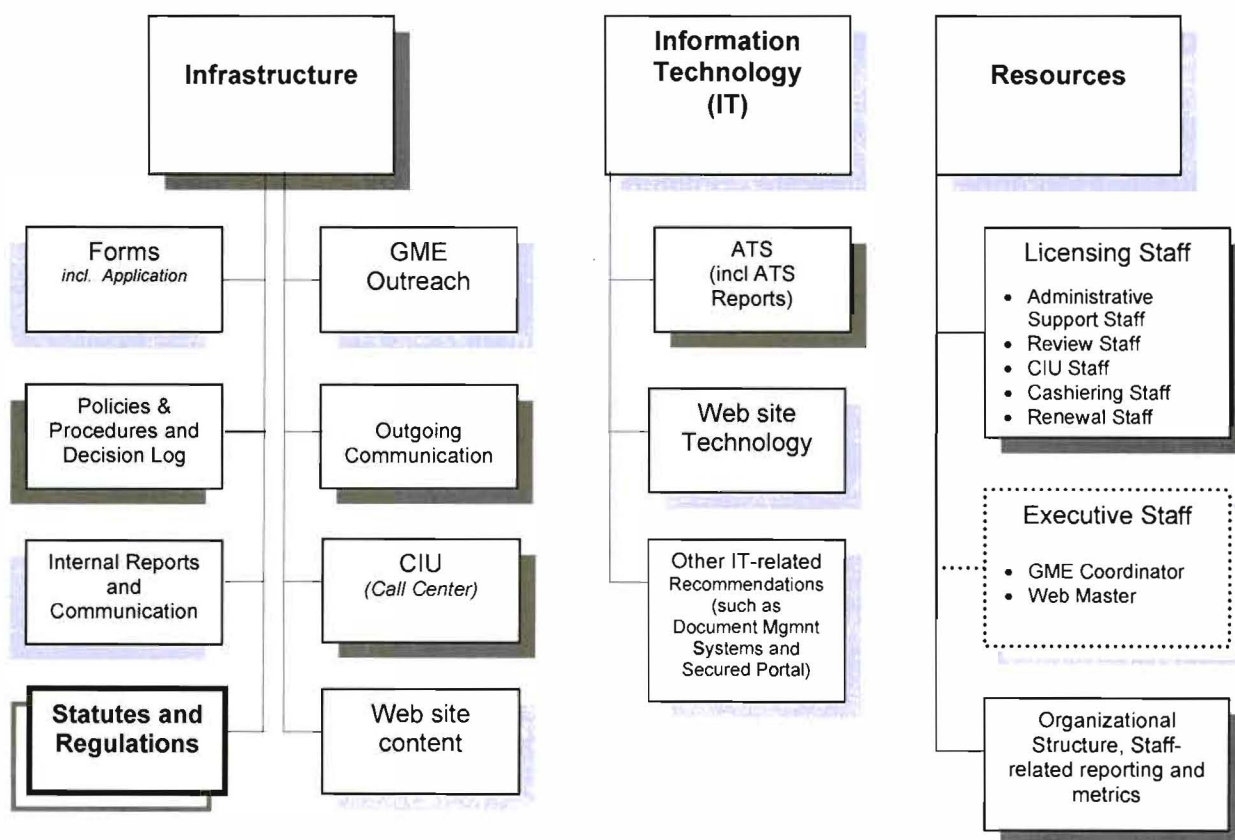 Infrastructure
Forms
incl. Application
GME
Outreach
Policies &
Procedures and
Decision Log
Outgoing
Communication
Internal Reports
and
Communication
CIU
(Call Center)
Statutes and
Regulations
Web site
content
Information
Technology
(IT)
ATS
(incl ATS
Reports)
Web site
Technology
Other IT-related
Recommendations
(such as
Document Mgmnt
Systems and
Secured Portal)
Resources
Licensing Staff
• Administrative
Support Staff
• Review Staff
• CIU Staff
• Cashiering Staff
• Renewal Staff
Executive Staff
• GME Coordinator
• Web Master
Organizational
Structure, Staff-
related reporting and
metrics